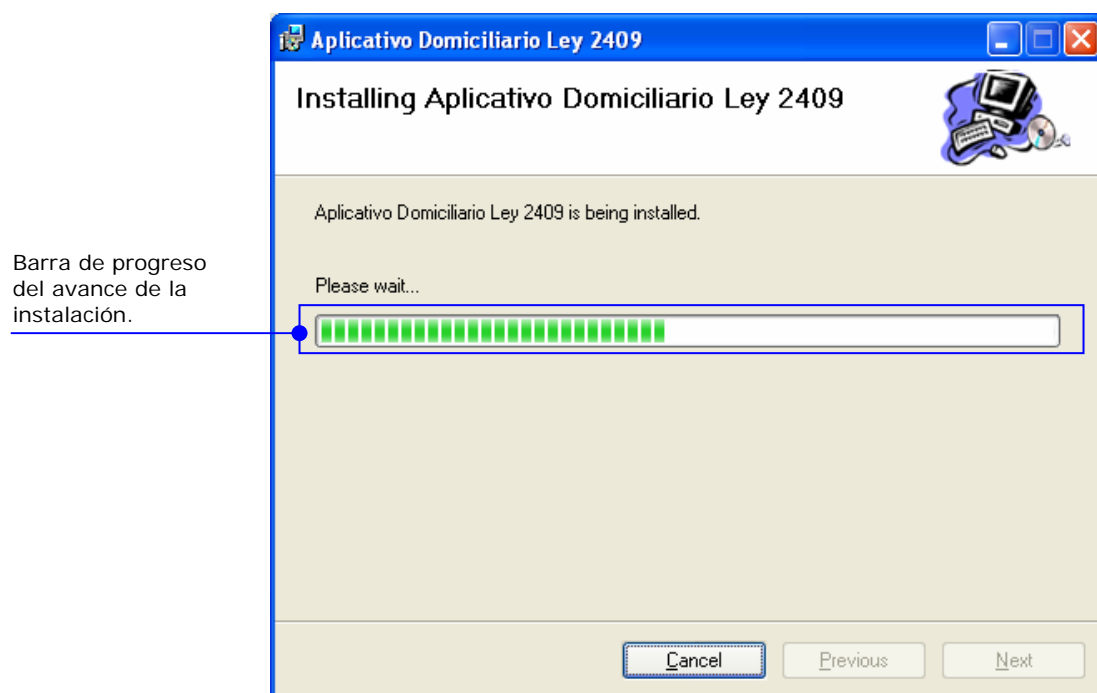 Aplicativo Domiciliario Ley 2409
Installing Aplicativo Domiciliario Ley 2409
Aplicativo Domiciliario Ley 2409 is being installed.
Barra de progreso
del avance de la
instalación.
Please wait...
Cancel
Previous
Next